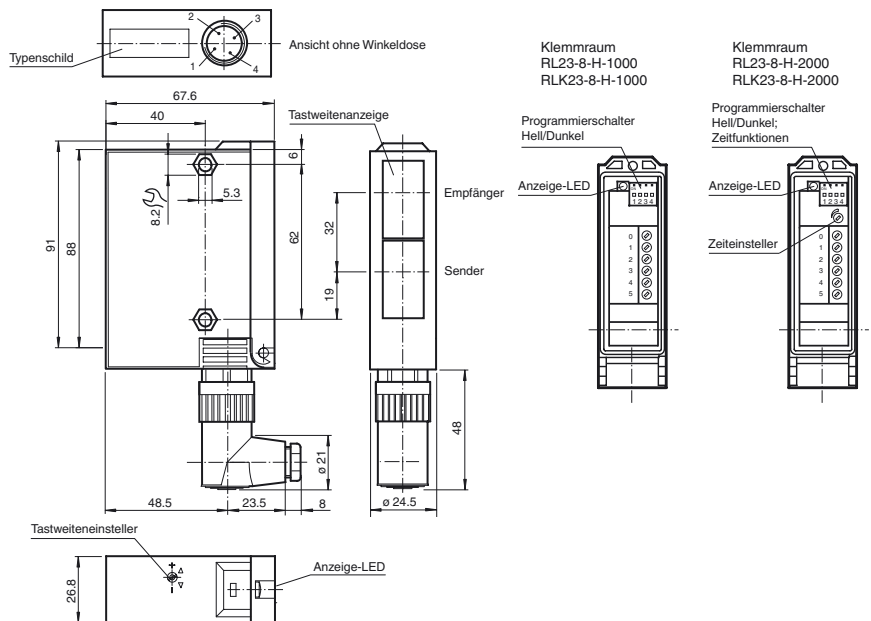 Typenschild
2
3
1
4
Ansicht ohne Winkeldose
67.6
40
Tastweitenanzeige
6
5.3
8.2
91
88
62
32
19
Empfänger
Sender
48
ø 21
48.5
23.5
8
ø 24.5
Tastweiteneinsteller
+
-
26.8
Anzeige-LED
Klemmraum
RL23-8-H-1000
RLK23-8-H-1000
Programmierschalter
Hell/Dunkel
Anzeige-LED
1 2 3 4
0
1
2
3
4
5
Klemmraum
RL23-8-H-2000
RLK23-8-H-2000
Programmierschalter
Hell/Dunkel;
Zeitfunktionen
Anzeige-LED
1 2 3 4
Zeiteinsteller
0
1
2
3
4
5